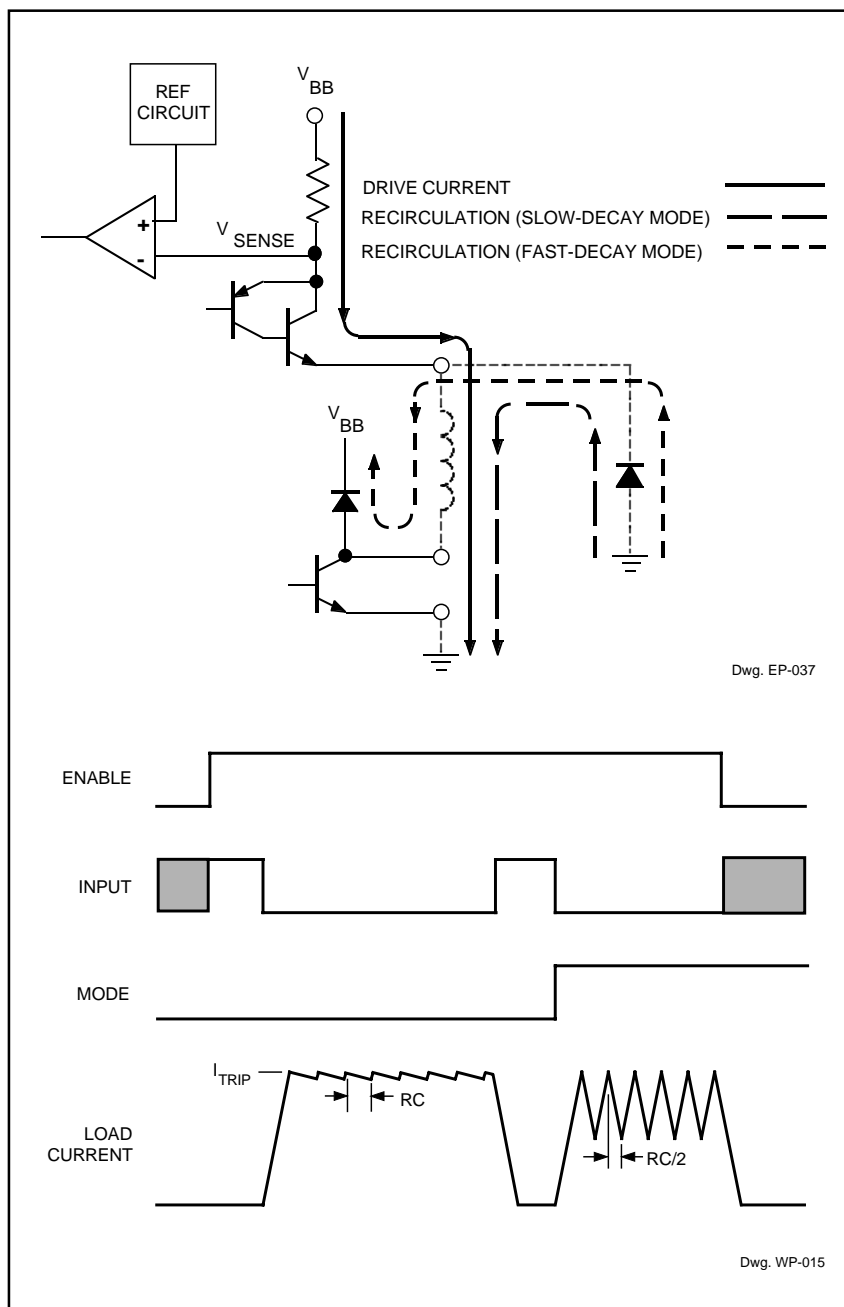 REF
CIRCUIT
V
BB
DRIVE CURRENT
RECIRCULATION (SLOW-DECAY MODE)
RECIRCULATION (FAST-DECAY MODE)
+
-
V
SENSE
V
BB
Dwg. EP-037
ENABLE
INPUT
MODE
I
TRIP
RC
LOAD
CURRENT
RC/2
Dwg. WP-015